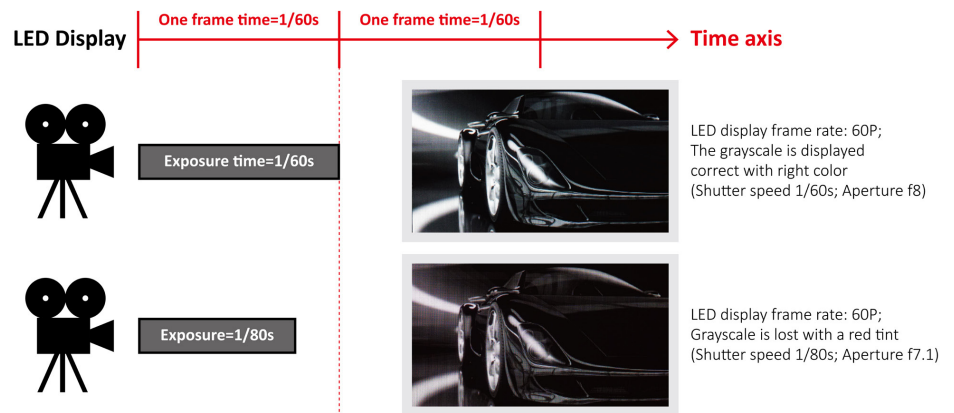 One frame time=1/60s
One frame time=1/60s
LED Display
Time axis
Exposure time=1/60s
LED display frame rate: 60P;
The grayscale is displayed
correct with right color
(Shutter speed 1/60s; Aperture f8)
Exposure=1/80s
LED display frame rate: 60P;
Grayscale is lost with a red tint
(Shutter speed 1/80s; Aperture f7.1)